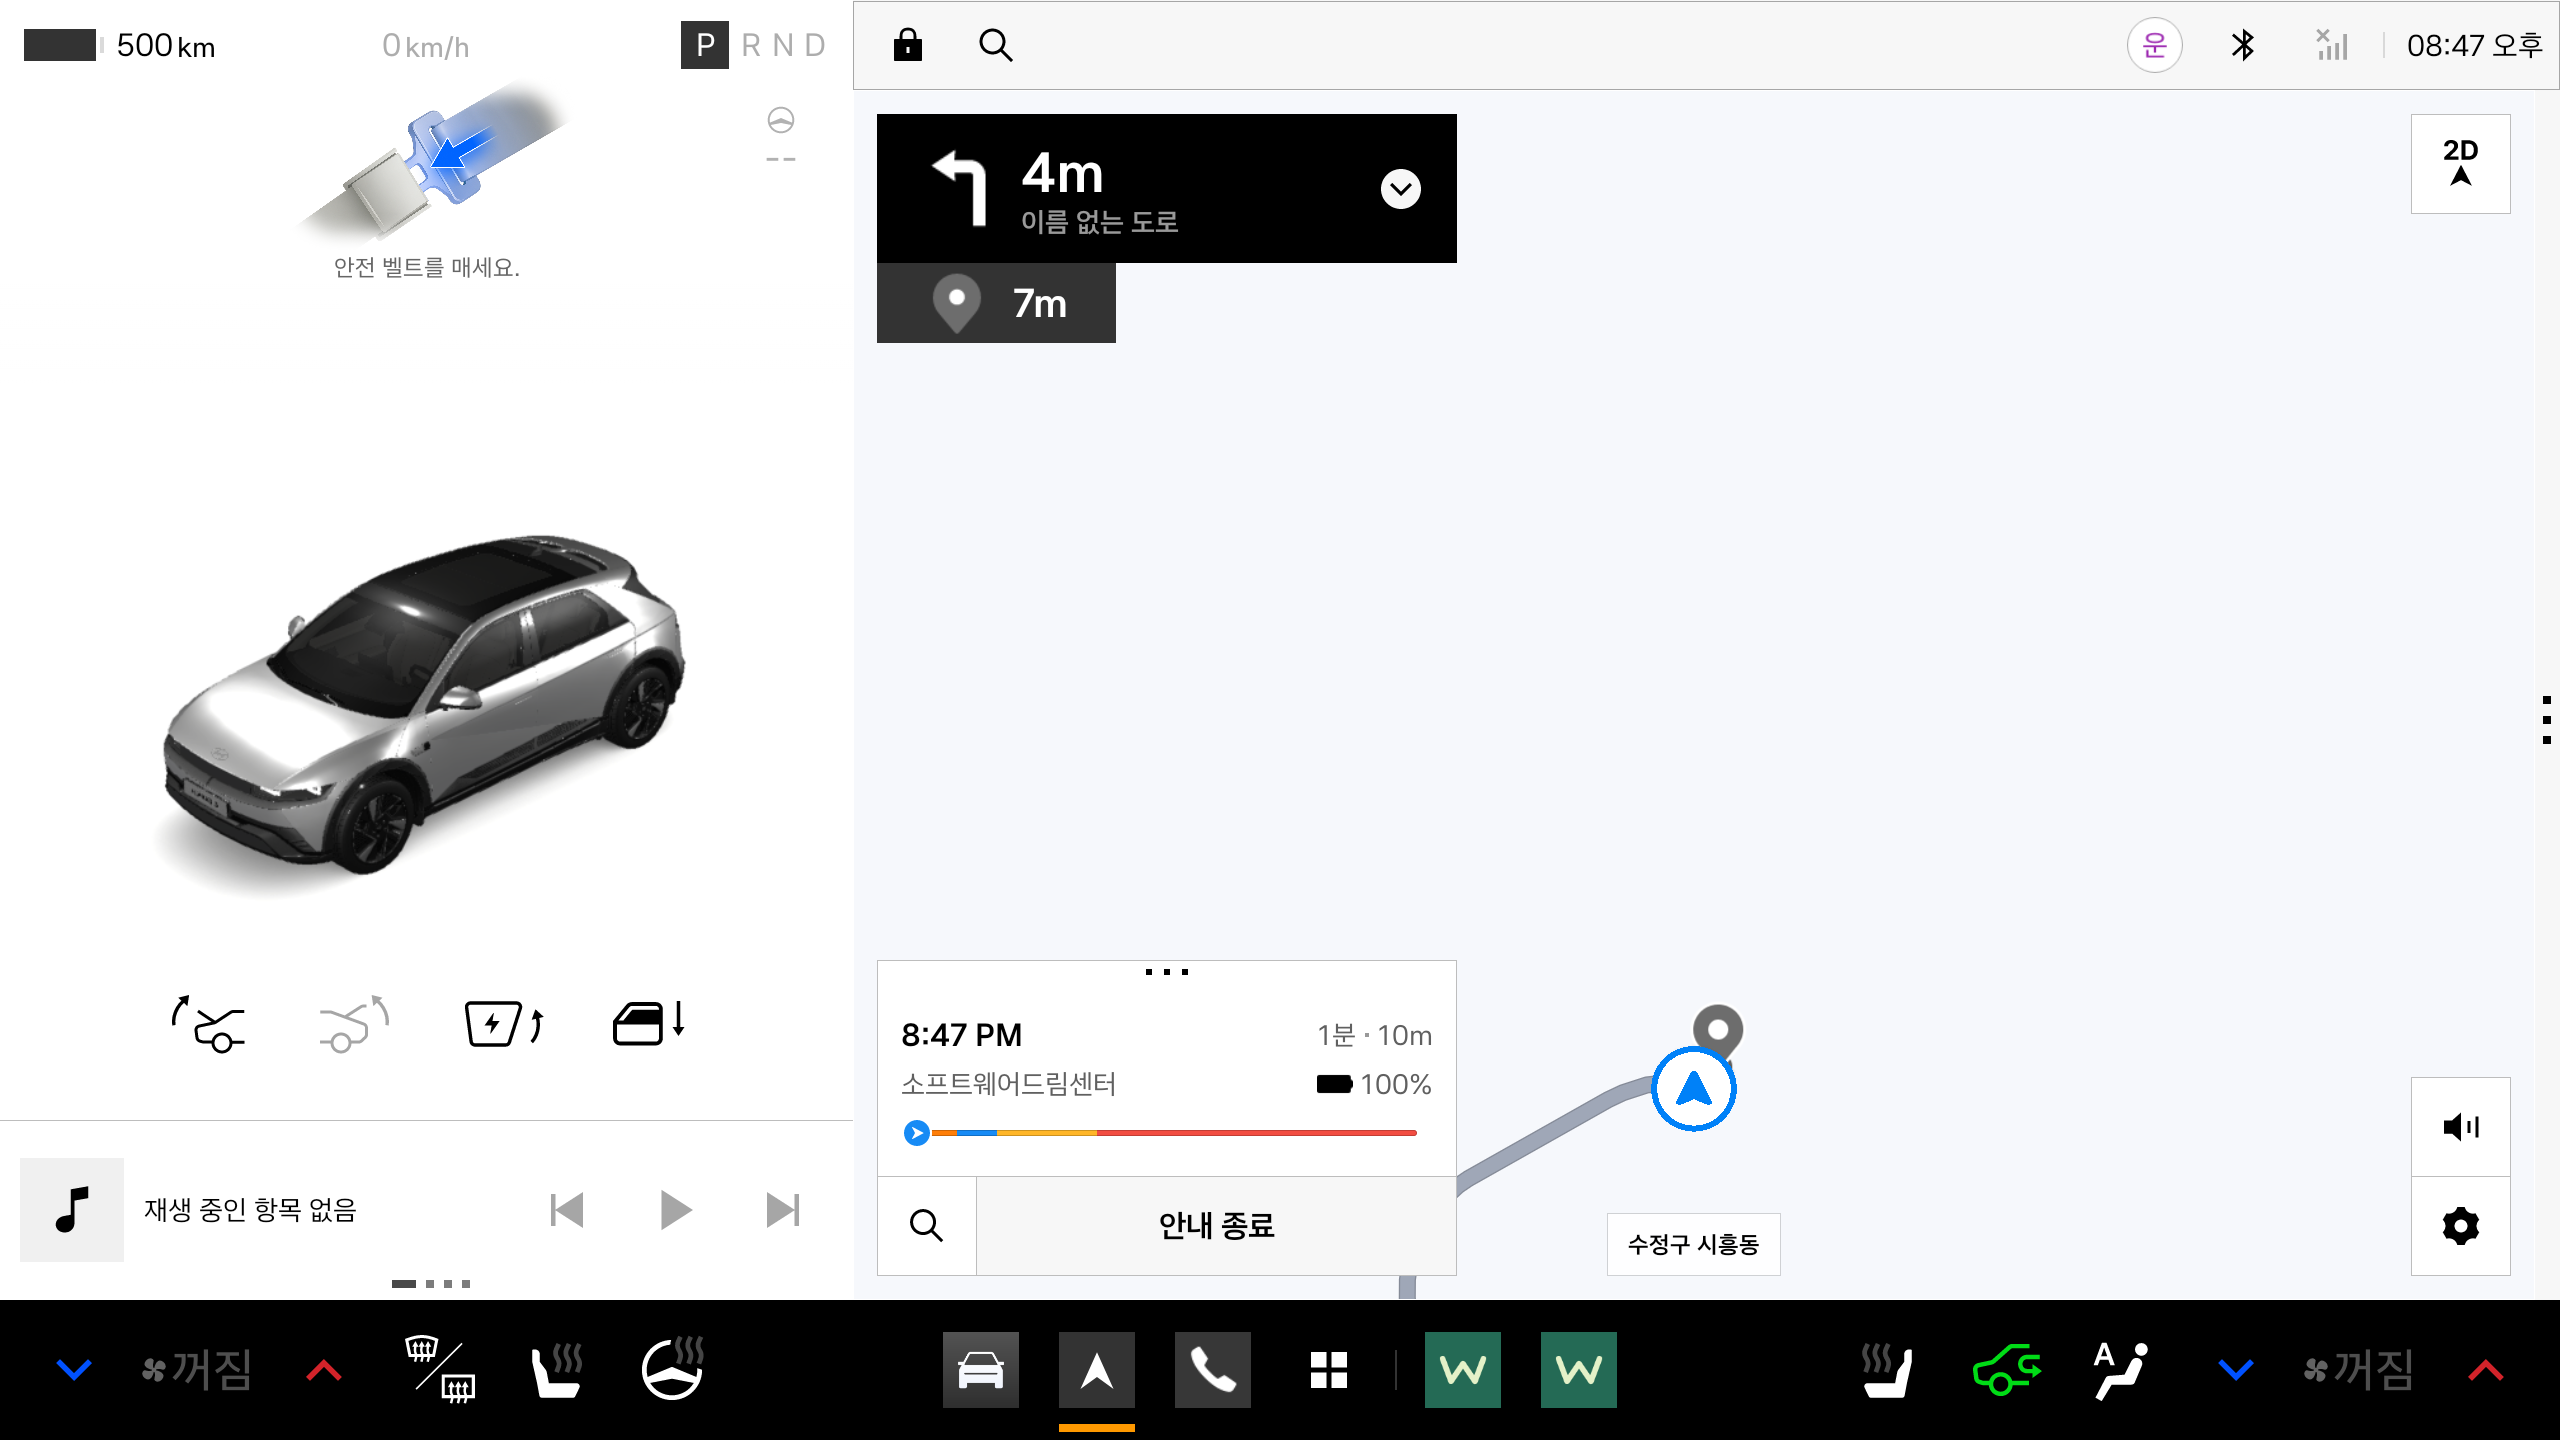 500 km
0 km/h
P R N D
안전 벨트를 매세요.
--
재생 중인 항목 없음
운
08:47 오후
4m
이름 없는 도로
7m
2D
8:47 PM
1분 · 10m
소프트웨어드림센터
100%
안내 종료
수정구 시흥동
꺼짐
A
꺼짐